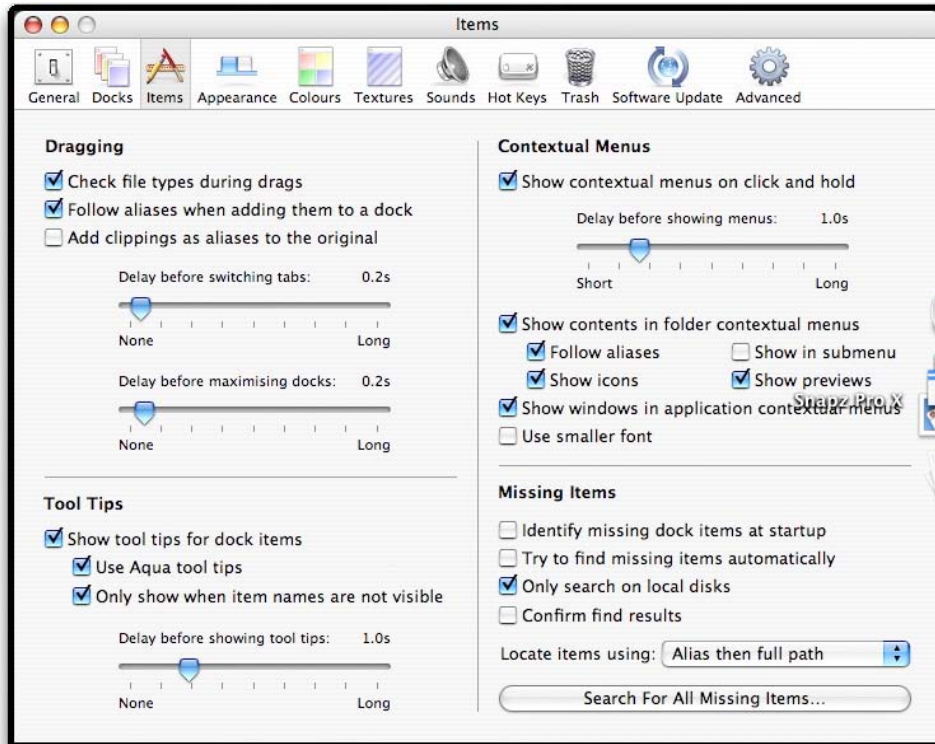 Items
General Docks Items Appearance Colours Textures Sounds Hot Keys Trash Software Update Advanced
Dragging
Check file types during drags
Follow aliases when adding them to a dock
Add clippings as aliases to the original
Delay before switching tabs: 0.2s
None Long
Delay before maximising docks: 0.2s
None Long
Tool Tips
Show tool tips for dock items
Use Aqua tool tips
Only show when item names are not visible
Delay before showing tool tips: 1.0s
None Long
Contextual Menus
Show contextual menus on click and hold
Delay before showing menus: 1.0s
Short Long
Show contents in folder contextual menus
Follow aliases Show in submenu
Show icons Show previews
Snapz Pro X
Show windows in application contextual menus
Use smaller font
Missing Items
Identify missing dock items at startup
Try to find missing items automatically
Only search on local disks
Confirm find results
Locate items using: Alias then full path
Search For All Missing Items...